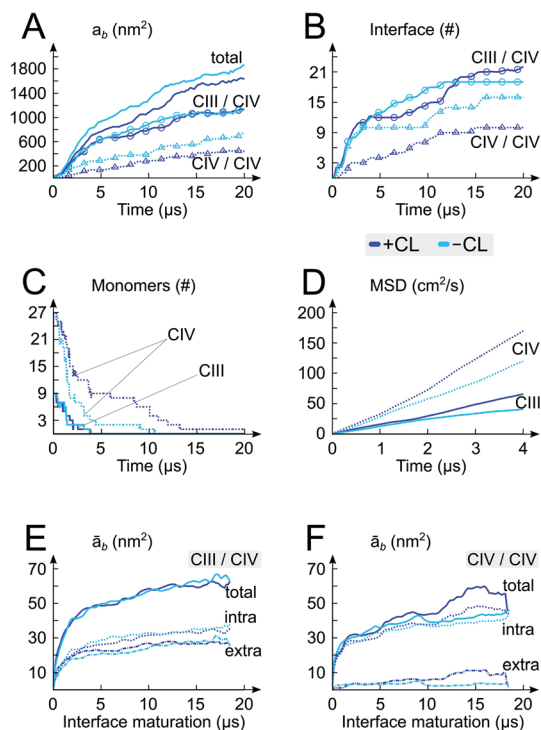 A
a_b (nm²)
total
CIII / CIV
CIV / CIV
1800
1400
1000
600
200
0
5
10
15
20
Time (μs)
B
Interface (#)
CIII / CIV
CIV / CIV
21
15
9
3
0
5
10
15
20
Time (μs)
+CL
−CL
C
Monomers (#)
CIV
CIII
27
21
15
9
3
0
5
10
15
20
Time (μs)
D
MSD (cm²/s)
CIV
CIII
200
150
100
50
0
0
1
2
3
4
Time (μs)
E
ā_b (nm²)
CIII / CIV
total
intra
extra
70
50
30
10
0
5
10
15
20
Interface maturation (μs)
F
ā_b (nm²)
CIV / CIV
total
intra
extra
70
50
30
10
0
5
10
15
20
Interface maturation (μs)